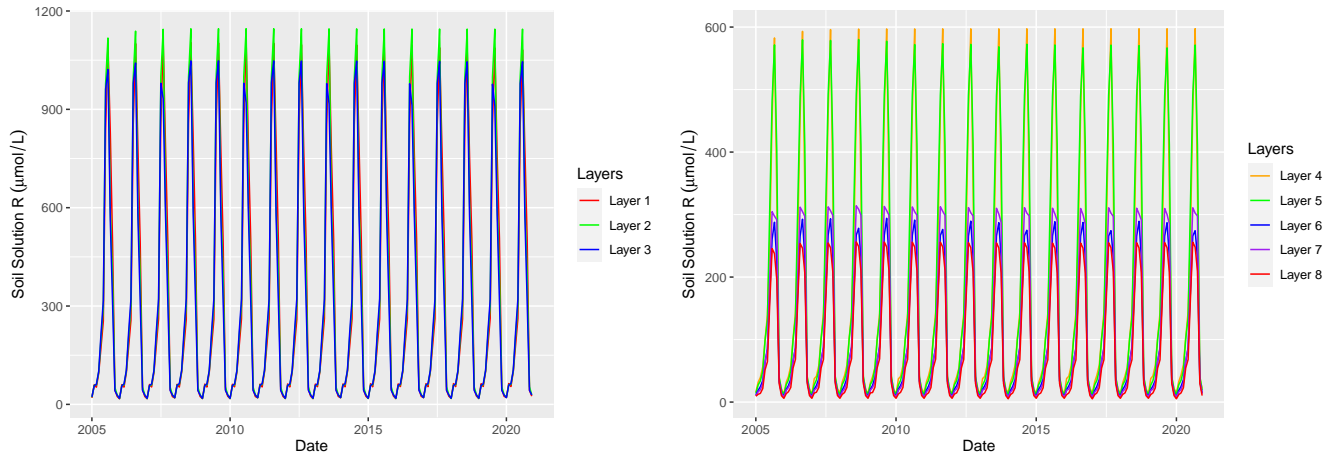 1200
900
600
300
0
Soil Solution R (μmol/L)
2005
2010
2015
2020
Date
Layers
Layer 1
Layer 2
Layer 3
600
400
200
0
Soil Solution R (μmol/L)
2005
2010
2015
2020
Date
Layers
Layer 4
Layer 5
Layer 6
Layer 7
Layer 8